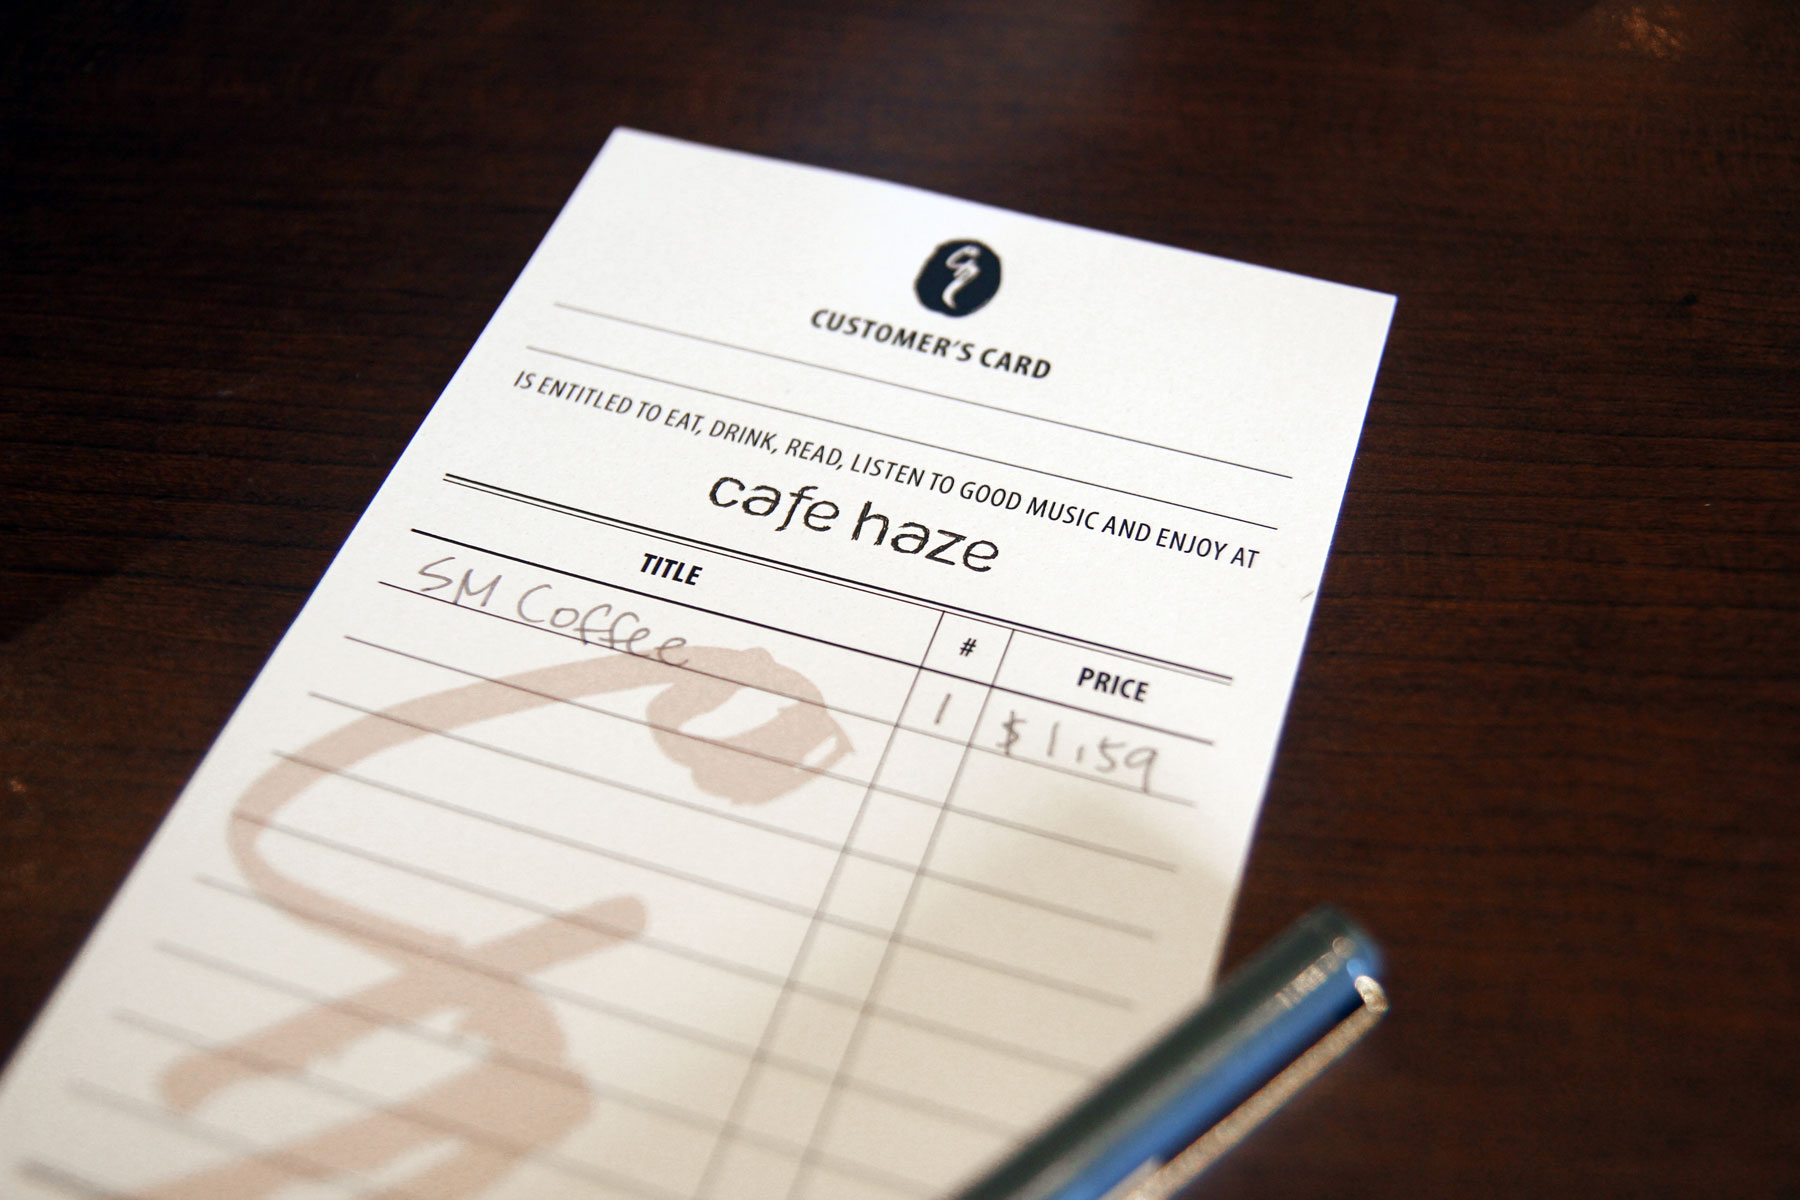 CUSTOMER'S CARD
IS ENTITLED TO EAT, DRINK, READ, LISTEN TO GOOD MUSIC AND ENJOY AT
cafe haze
TITLE # PRICE
SM Coffee 1 $1.59